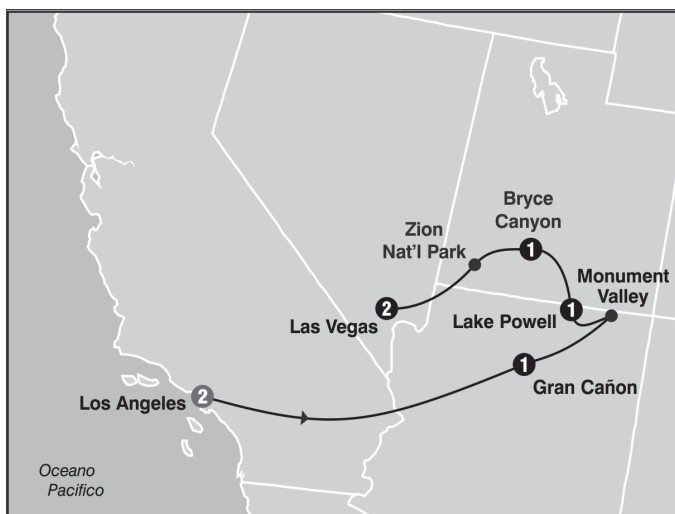 Bryce
Canyon
1
Zion
Nat'l Park
Monument
Valley
2
Las Vegas
Lake Powell
1
1
Gran Cañon
Los Angeles
2
Oceano
Pacifico